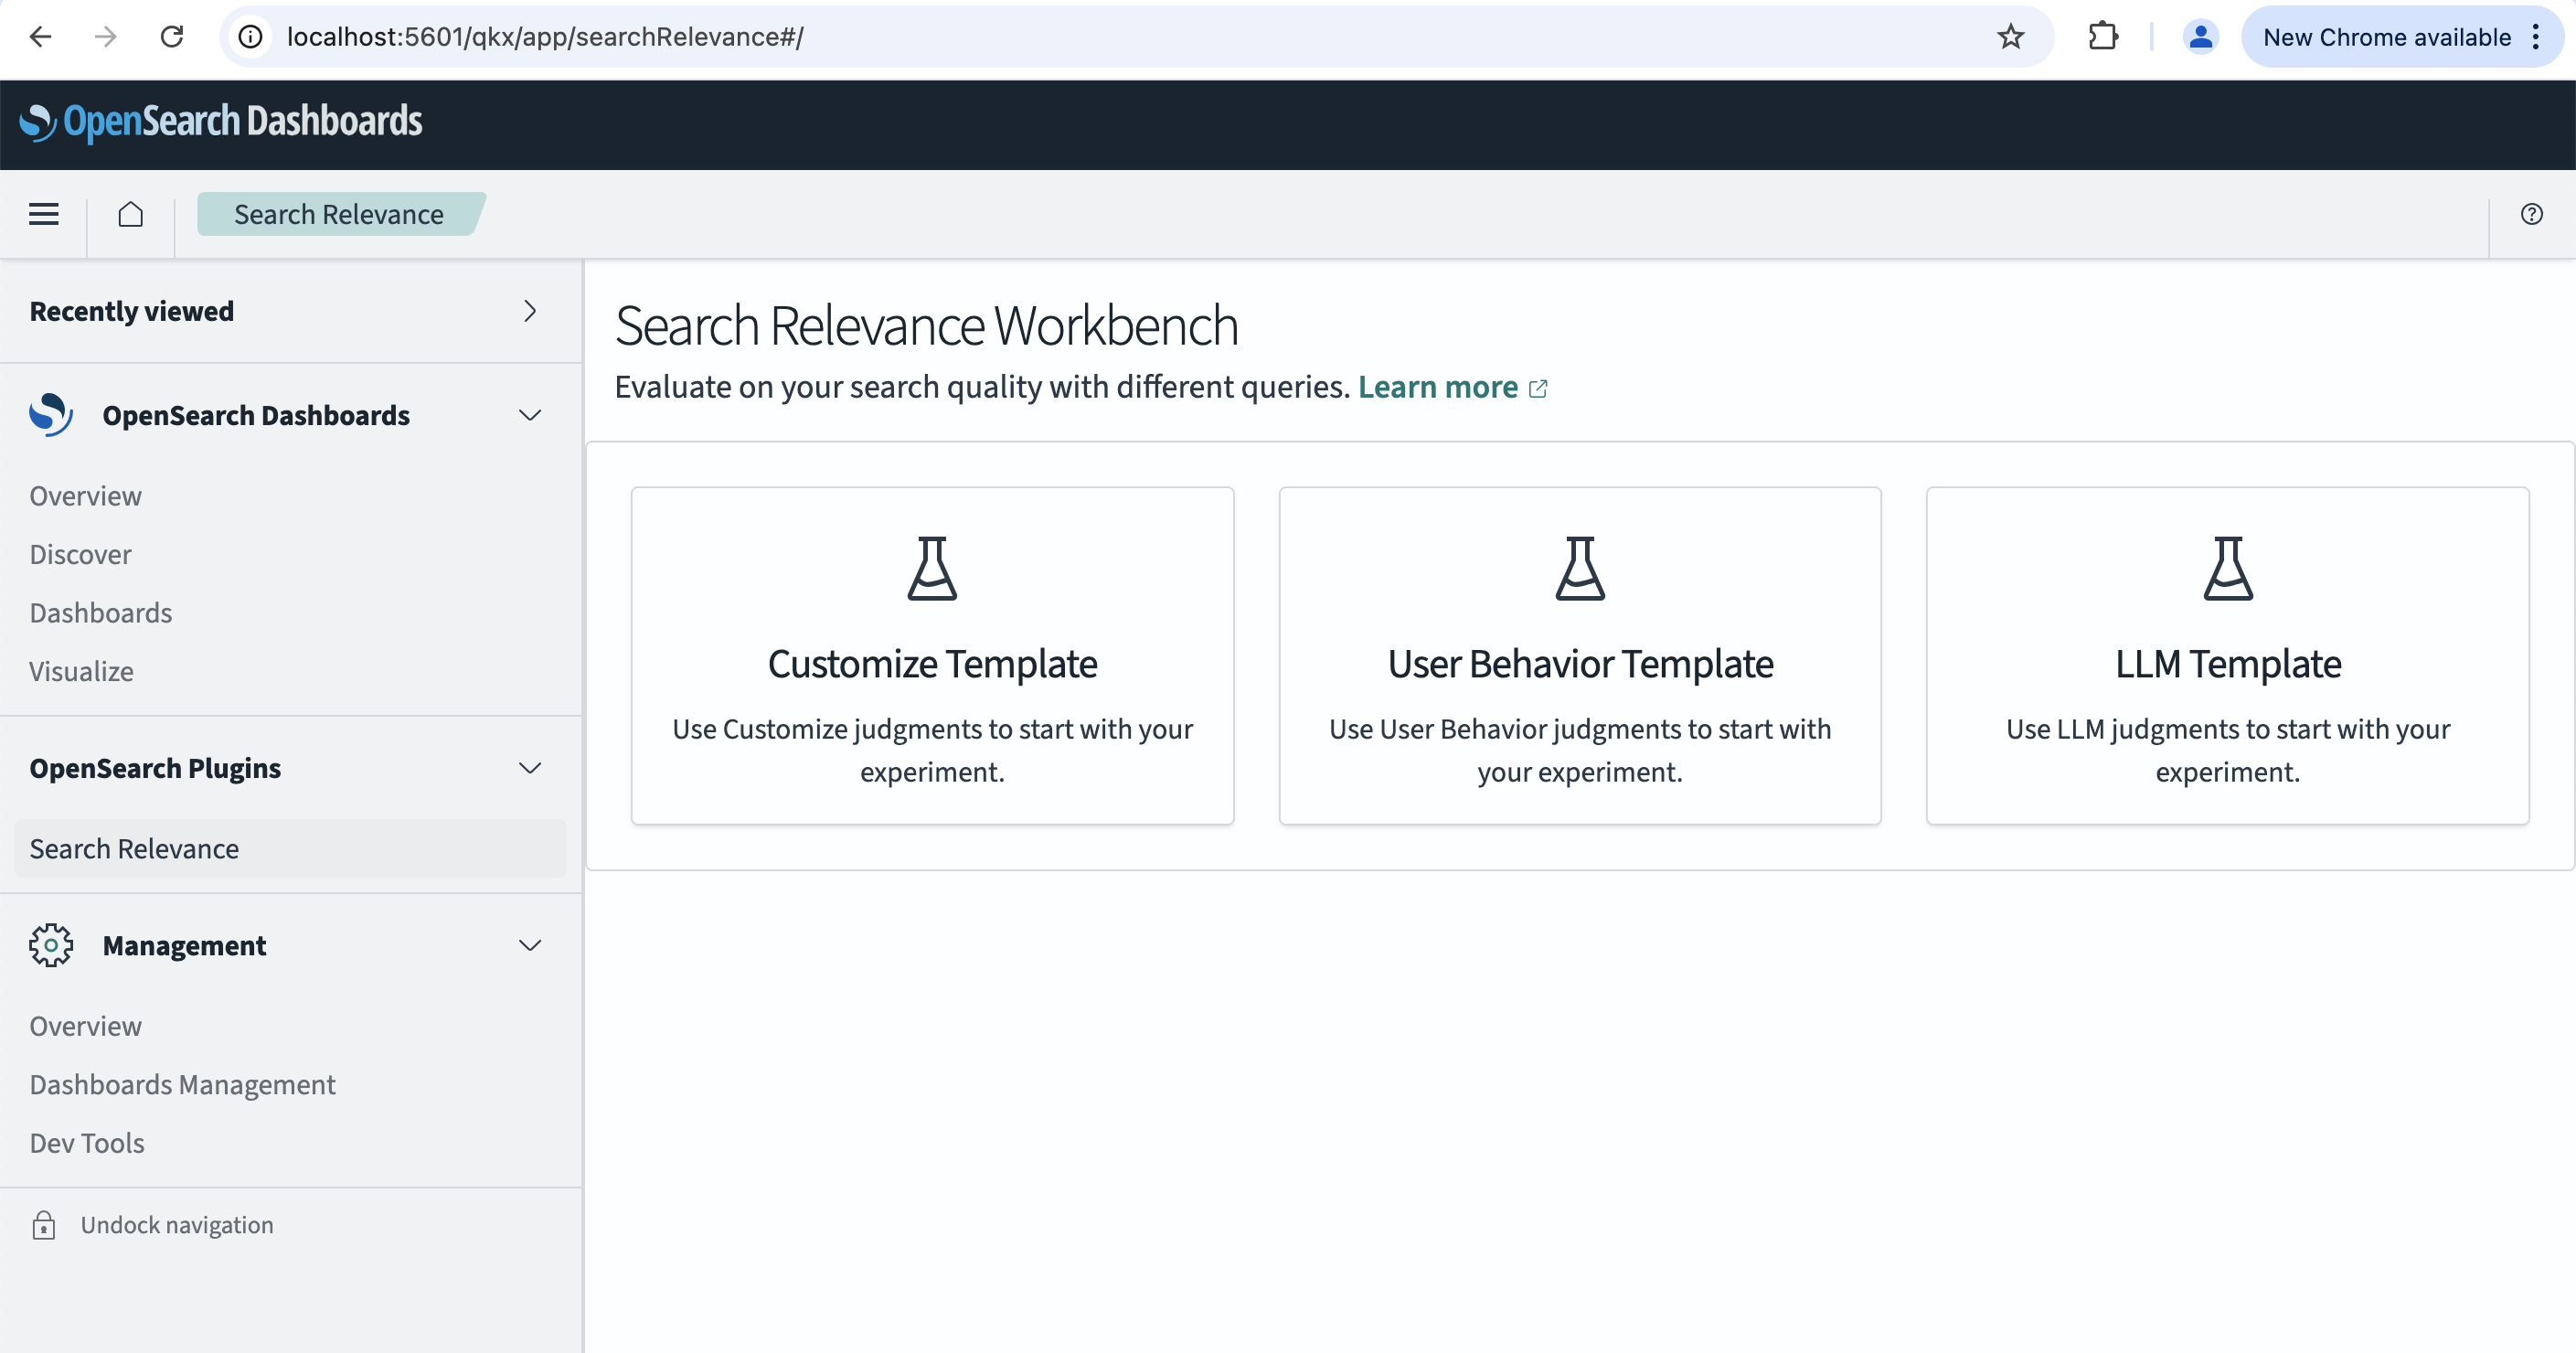 localhost:5601/qkx/app/searchRelevance#/
New Chrome available
OpenSearch Dashboards
Search Relevance
Recently viewed
OpenSearch Dashboards
Overview
Discover
Dashboards
Visualize
OpenSearch Plugins
Search Relevance
Management
Overview
Dashboards Management
Dev Tools
Undock navigation
Search Relevance Workbench
Evaluate on your search quality with different queries. Learn more
Customize Template
Use Customize judgments to start with your
experiment.
User Behavior Template
Use User Behavior judgments to start with
your experiment.
LLM Template
Use LLM judgments to start with your
experiment.